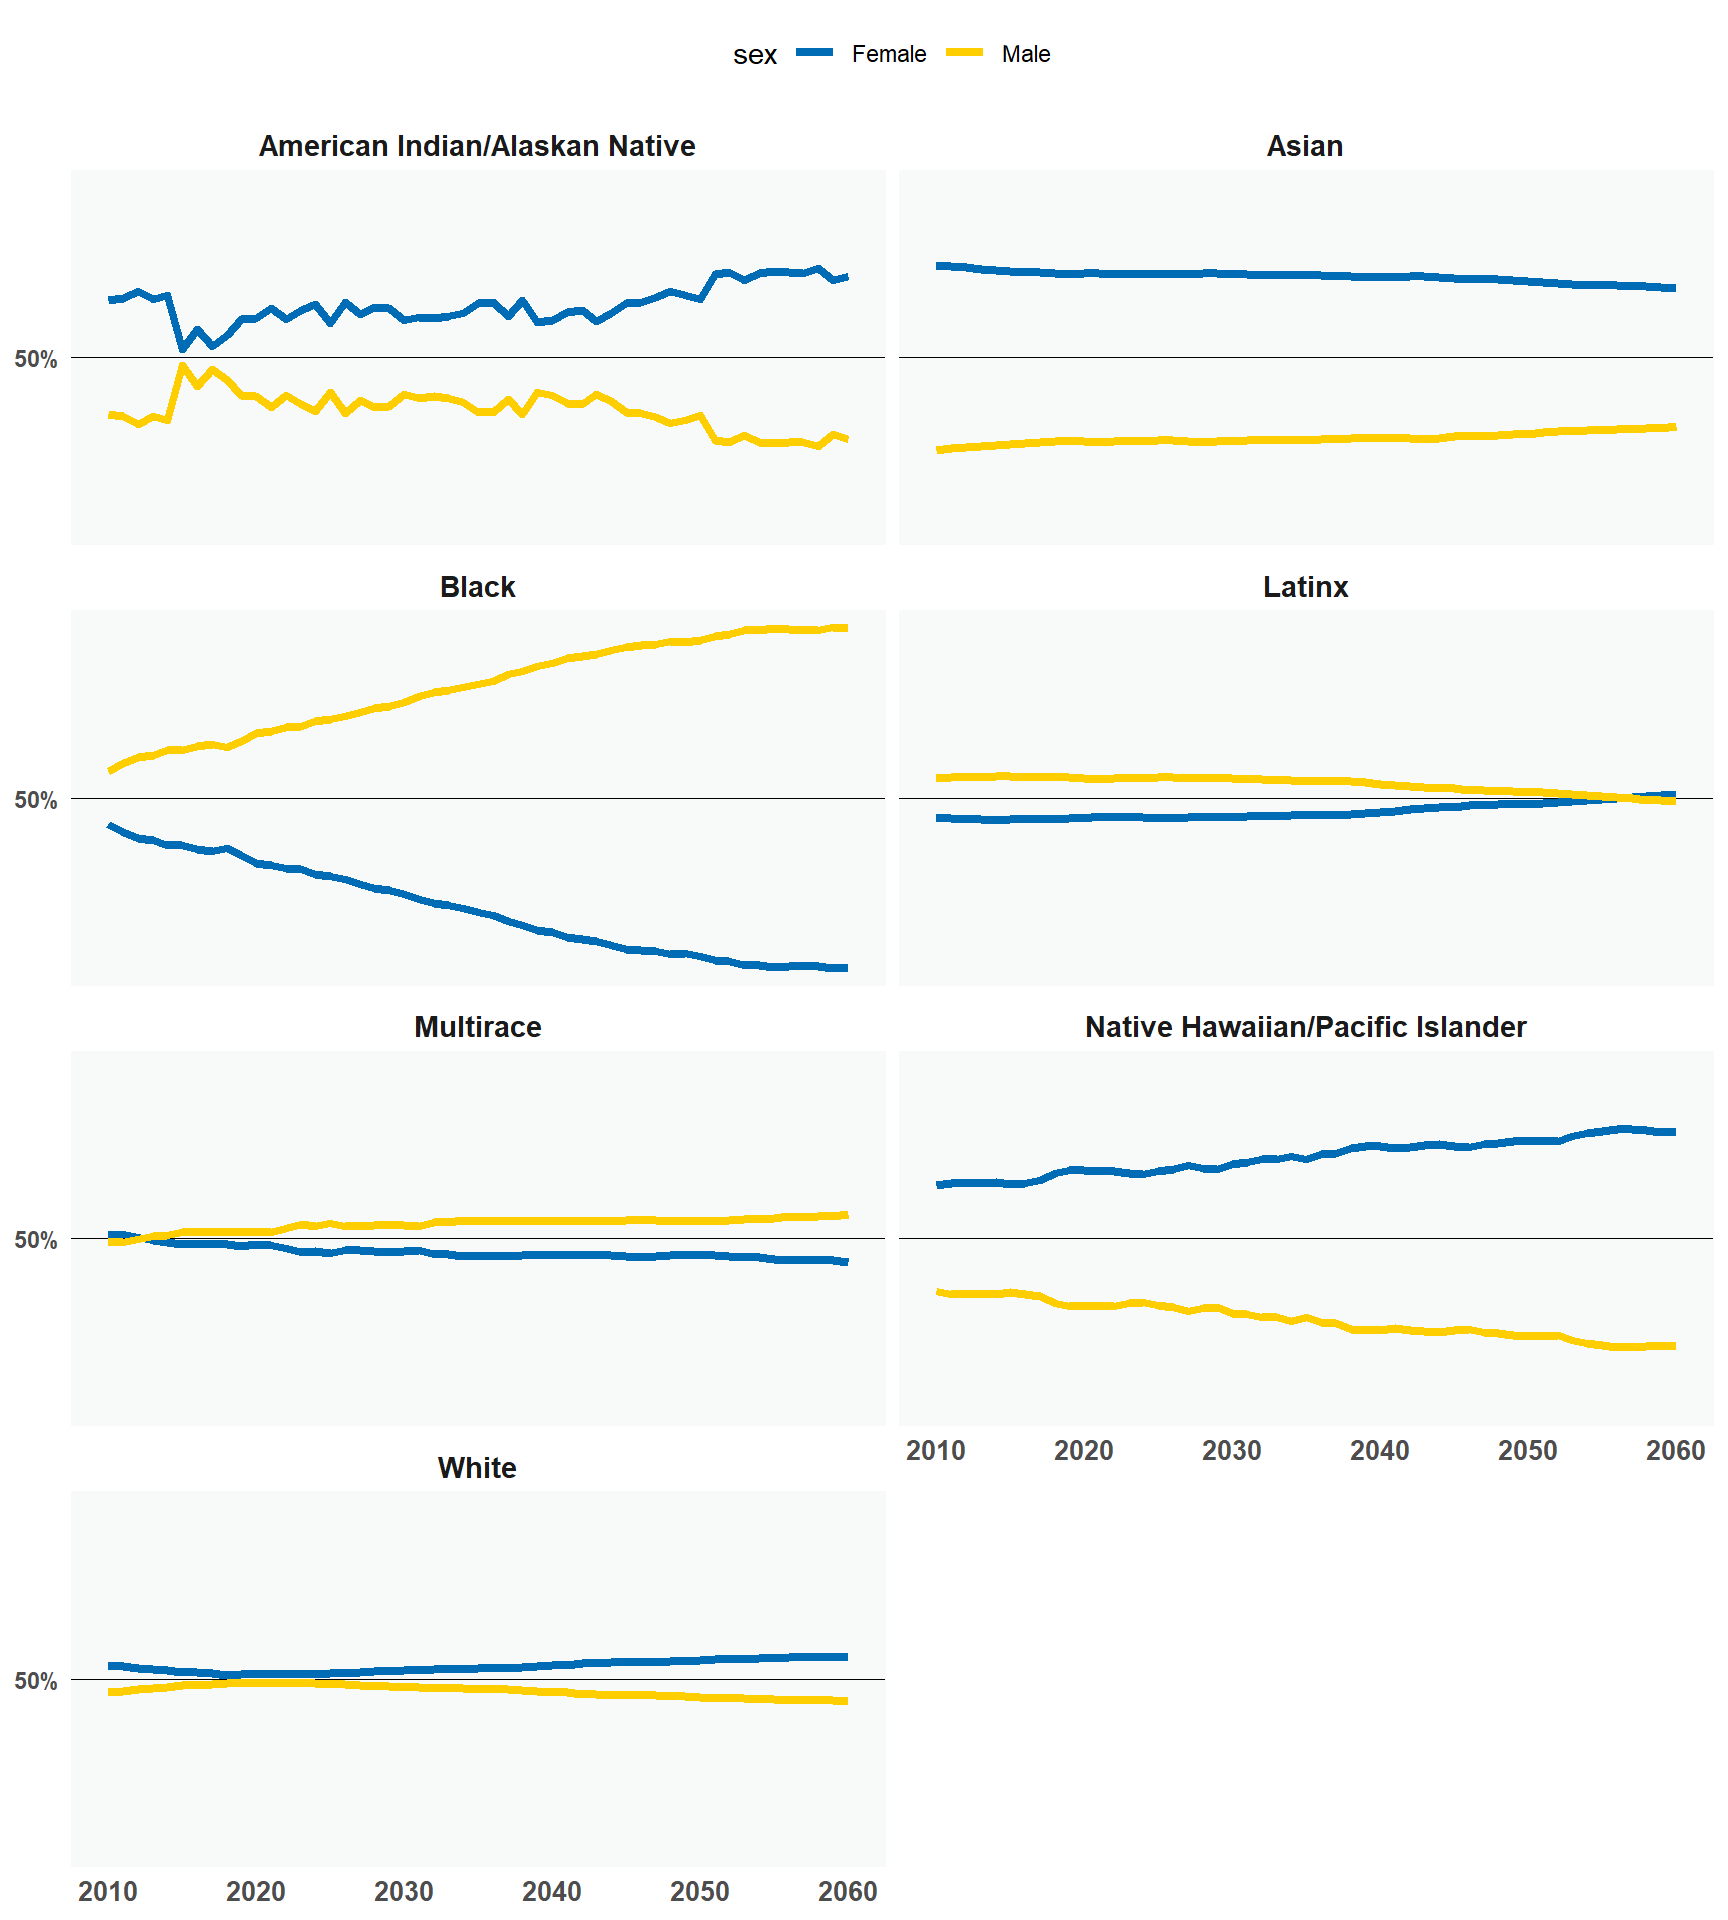 sex Female Male
American Indian/Alaskan Native Asian
50%
Black Latinx
50%
Multirace Native Hawaiian/Pacific Islander
50%
2010 2020 2030 2040 2050 2060
White
50%
2010 2020 2030 2040 2050 2060